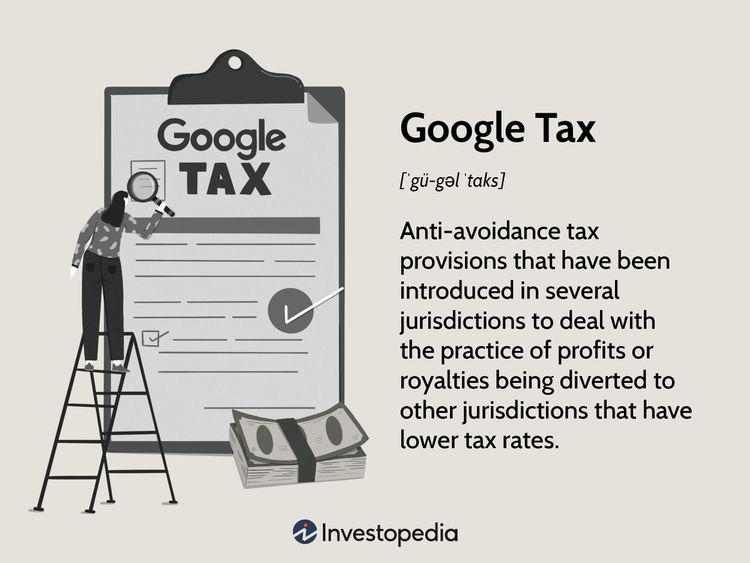 Google
TAX
Google Tax
[ˈgü-gəl ˈtaks]
Anti-avoidance tax
provisions that have been
introduced in several
jurisdictions to deal with
the practice of profits or
royalties being diverted to
other jurisdictions that have
lower tax rates.
Investopedia